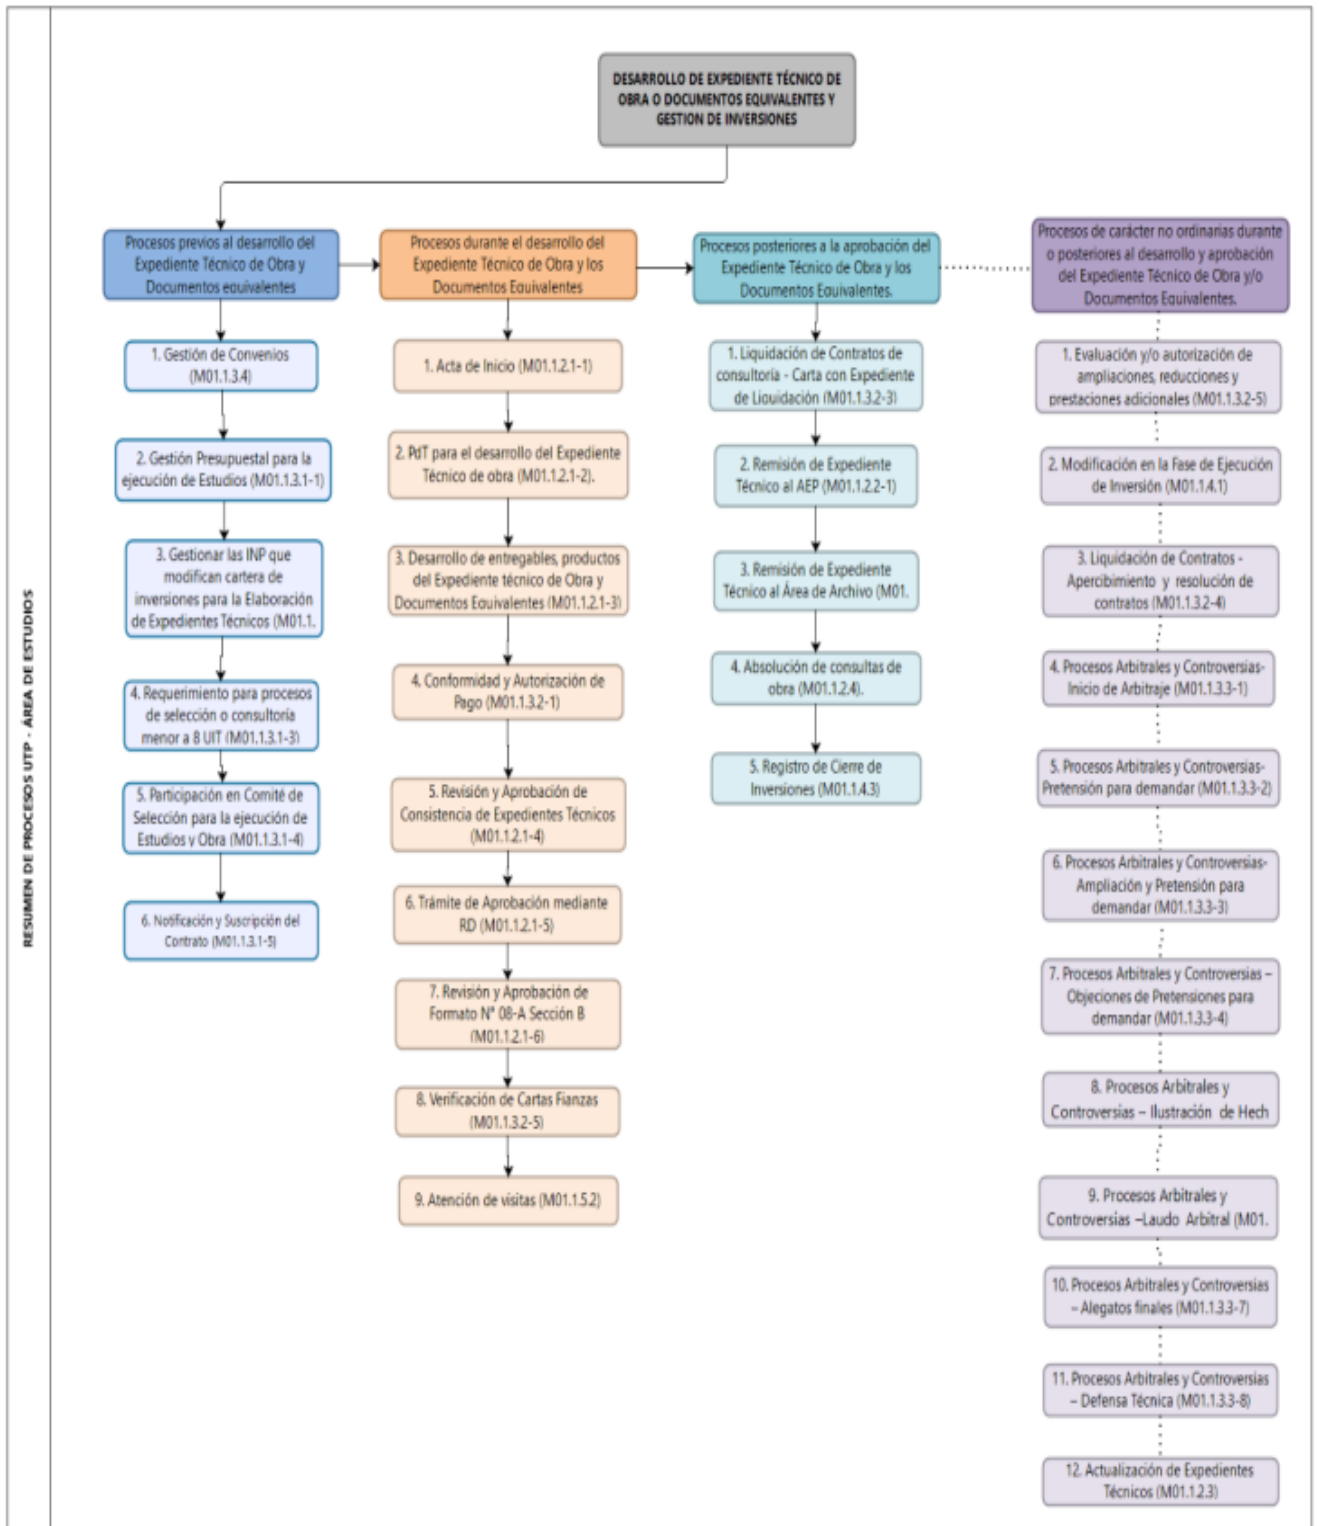 RESUMEN DE PROCESOS UTP - ÁREA DE ESTUDIOS
DESARROLLO DE EXPEDIENTE TÉCNICO DE
OBRA O DOCUMENTOS EQUIVALENTES Y
GESTION DE INVERSIONES
Procesos previos al desarrollo del
Expediente Técnico de Obra y
Documentos equivalentes
1. Gestión de Convenios
(M01.1.3.4)
2. Gestión Presupuestal para la
ejecución de Estudios (M01.1.3.1-1)
3. Gestionar las INP que
modifican cartera de
inversiones para la Elaboración
de Expedientes Técnicos (M01.1.
4. Requerimiento para procesos
de selección o consultoría
menor a 8 UIT (M01.1.3.1-3)
5. Participación en Comité de
Selección para la ejecución de
Estudios y Obra (M01.1.3.1-4)
6. Notificación y Suscripción del
Contrato (M01.1.3.1-5)
Procesos durante el desarrollo del
Expediente Técnico de Obra y los
Documentos Equivalentes
1. Acta de Inicio (M01.1.2.1-1)
2. PdT para el desarrollo del Expediente
Técnico de obra (M01.1.2.1-2).
3. Desarrollo de entregables, productos
del Expediente técnico de Obra y
Documentos Equivalentes (M01.1.2.1-3)
4. Conformidad y Autorización de
Pago (M01.1.3.2-1)
5. Revisión y Aprobación de
Consistencia de Expedientes Técnicos
(M01.1.2.1-4)
6. Trámite de Aprobación mediante
RD (M01.1.2.1-5)
7. Revisión y Aprobación de
Formato N° 08-A Sección B
(M01.1.2.1-6)
8. Verificación de Cartas Fianzas
(M01.1.3.2-5)
9. Atención de visitas (M01.1.5.2)
Procesos posteriores a la aprobación del
Expediente Técnico de Obra y los
Documentos Equivalentes.
1. Liquidación de Contratos de
consultoría - Carta con Expediente
de Liquidación (M01.1.3.2-3)
2. Remisión de Expediente
Técnico al AEP (M01.1.2.2-1)
3. Remisión de Expediente
Técnico al Área de Archivo (M01.
4. Absolución de consultas de
obra (M01.1.2.4).
5. Registro de Cierre de
Inversiones (M01.1.4.3)
Procesos de carácter no ordinarias durante
o posteriores al desarrollo y aprobación
del Expediente Técnico de Obra y/o
Documentos Equivalentes.
1. Evaluación y/o autorización de
ampliaciones, reducciones y
prestaciones adicionales (M01.1.3.2-5)
2. Modificación en la Fase de Ejecución
de Inversión (M01.1.4.1)
3. Liquidación de Contratos -
Apercibimiento y resolución de
contratos (M01.1.3.2-4)
4. Procesos Arbitrales y Controversias-
Inicio de Arbitraje (M01.1.3.3-1)
5. Procesos Arbitrales y Controversias-
Pretensión para demandar (M01.1.3.3-2)
6. Procesos Arbitrales y Controversias-
Ampliación y Pretensión para
demandar (M01.1.3.3-3)
7. Procesos Arbitrales y Controversias –
Objeciones de Pretensiones para
demandar (M01.1.3.3-4)
8. Procesos Arbitrales y
Controversias – Ilustración de Hech
9. Procesos Arbitrales y
Controversias –Laudo Arbitral (M01.
10. Procesos Arbitrales y Controversias
– Alegatos finales (M01.1.3.3-7)
11. Procesos Arbitrales y Controversias
– Defensa Técnica (M01.1.3.3-8)
12. Actualización de Expedientes
Técnicos (M01.1.2.3)